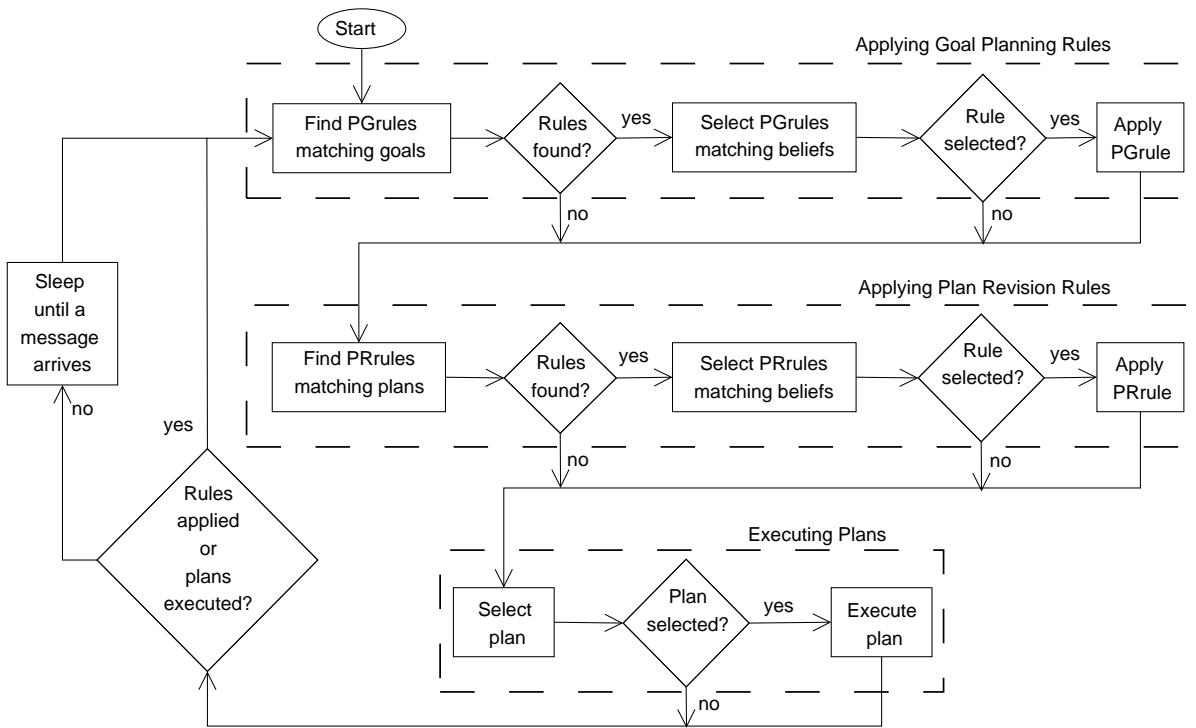 Start
Applying Goal Planning Rules
Find PGrules
matching goals
Rules
found?
yes
Select PGrules
matching beliefs
Rule
selected?
yes
Apply
PGrule
no
no
Sleep
until a
message
arrives
no
yes
Applying Plan Revision Rules
Find PRrules
matching plans
Rules
found?
yes
Select PRrules
matching beliefs
Rule
selected?
yes
Apply
PRrule
no
no
Rules
applied
or
plans
executed?
Executing Plans
Select
plan
Plan
selected?
yes
Execute
plan
no